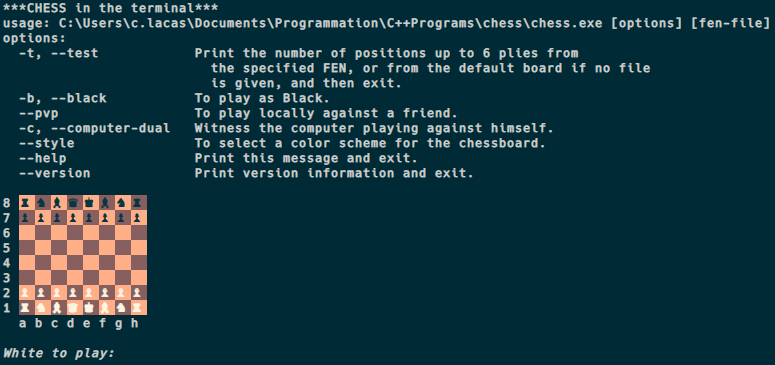 ***CHESS in the terminal***
usage: C:\Users\c.lacas\Documents\Programmation\C++Programs\chess\chess.exe [options] [fen-file]
options:
  -t, --test            Print the number of positions up to 6 plies from
                          the specified FEN, or from the default board if no file
                          is given, and then exit.
  -b, --black           To play as Black.
  --pvp                 To play locally against a friend.
  -c, --computer-dual   Witness the computer playing against himself.
  --style               To select a color scheme for the chessboard.
  --help                Print this message and exit.
  --version             Print version information and exit.
8
7
6
5
4
3
2
1
a b c d e f g h
White to play: